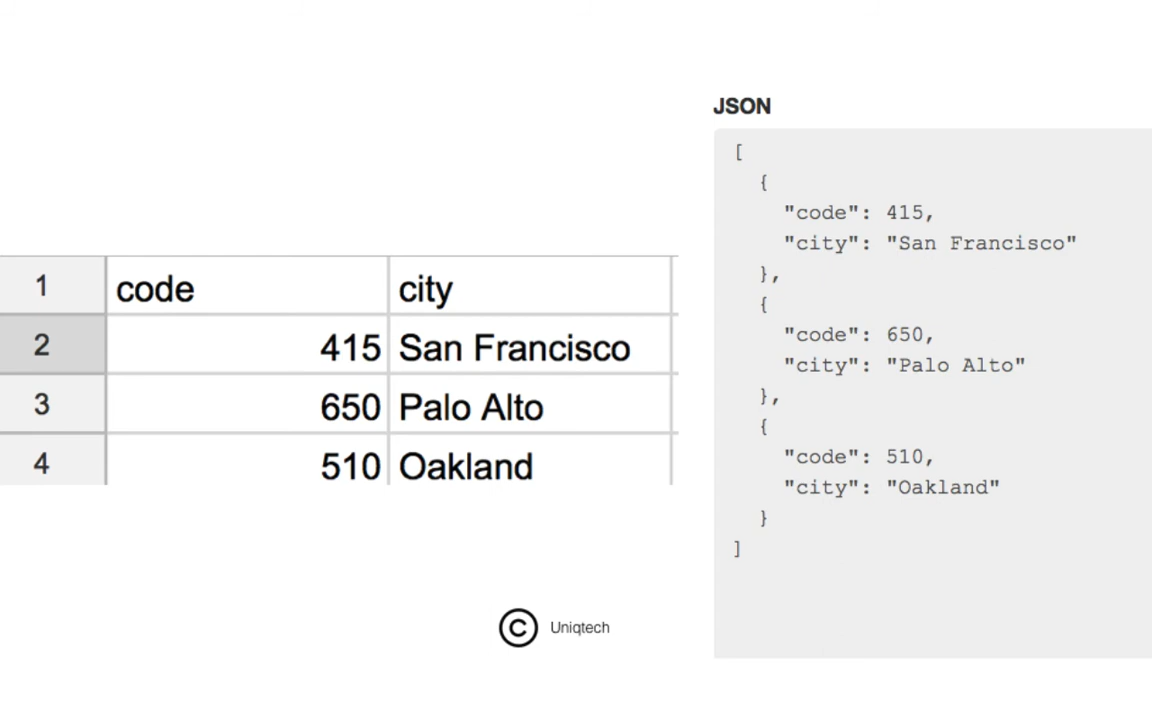 1 code city
2 415 San Francisco
3 650 Palo Alto
4 510 Oakland
© Uniqtech
JSON
[
{
"code": 415,
"city": "San Francisco"
},
{
"code": 650,
"city": "Palo Alto"
},
{
"code": 510,
"city": "Oakland"
}
]